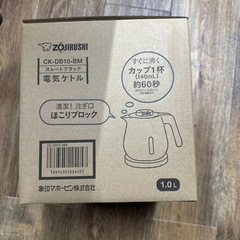 ZOJIRUSHI
CK-DB10-BM
スレートブラック
電気ケトル
すぐに沸く
カップ1杯
(140mL)
約60秒
清潔！注ぎ口
ほこりブロック
象印マホービン株式会社
1.0L